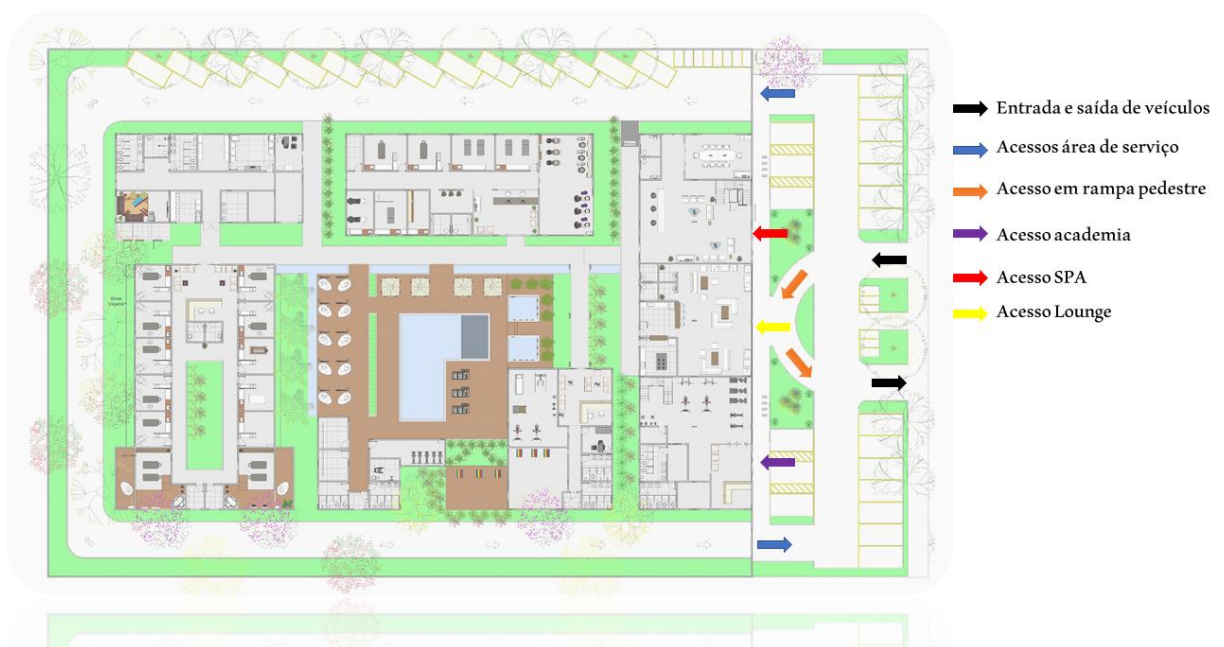 Entrada e saída de veículos
Acessos área de serviço
Acesso em rampa pedestre
Acesso academia
Acesso SPA
Acesso Lounge